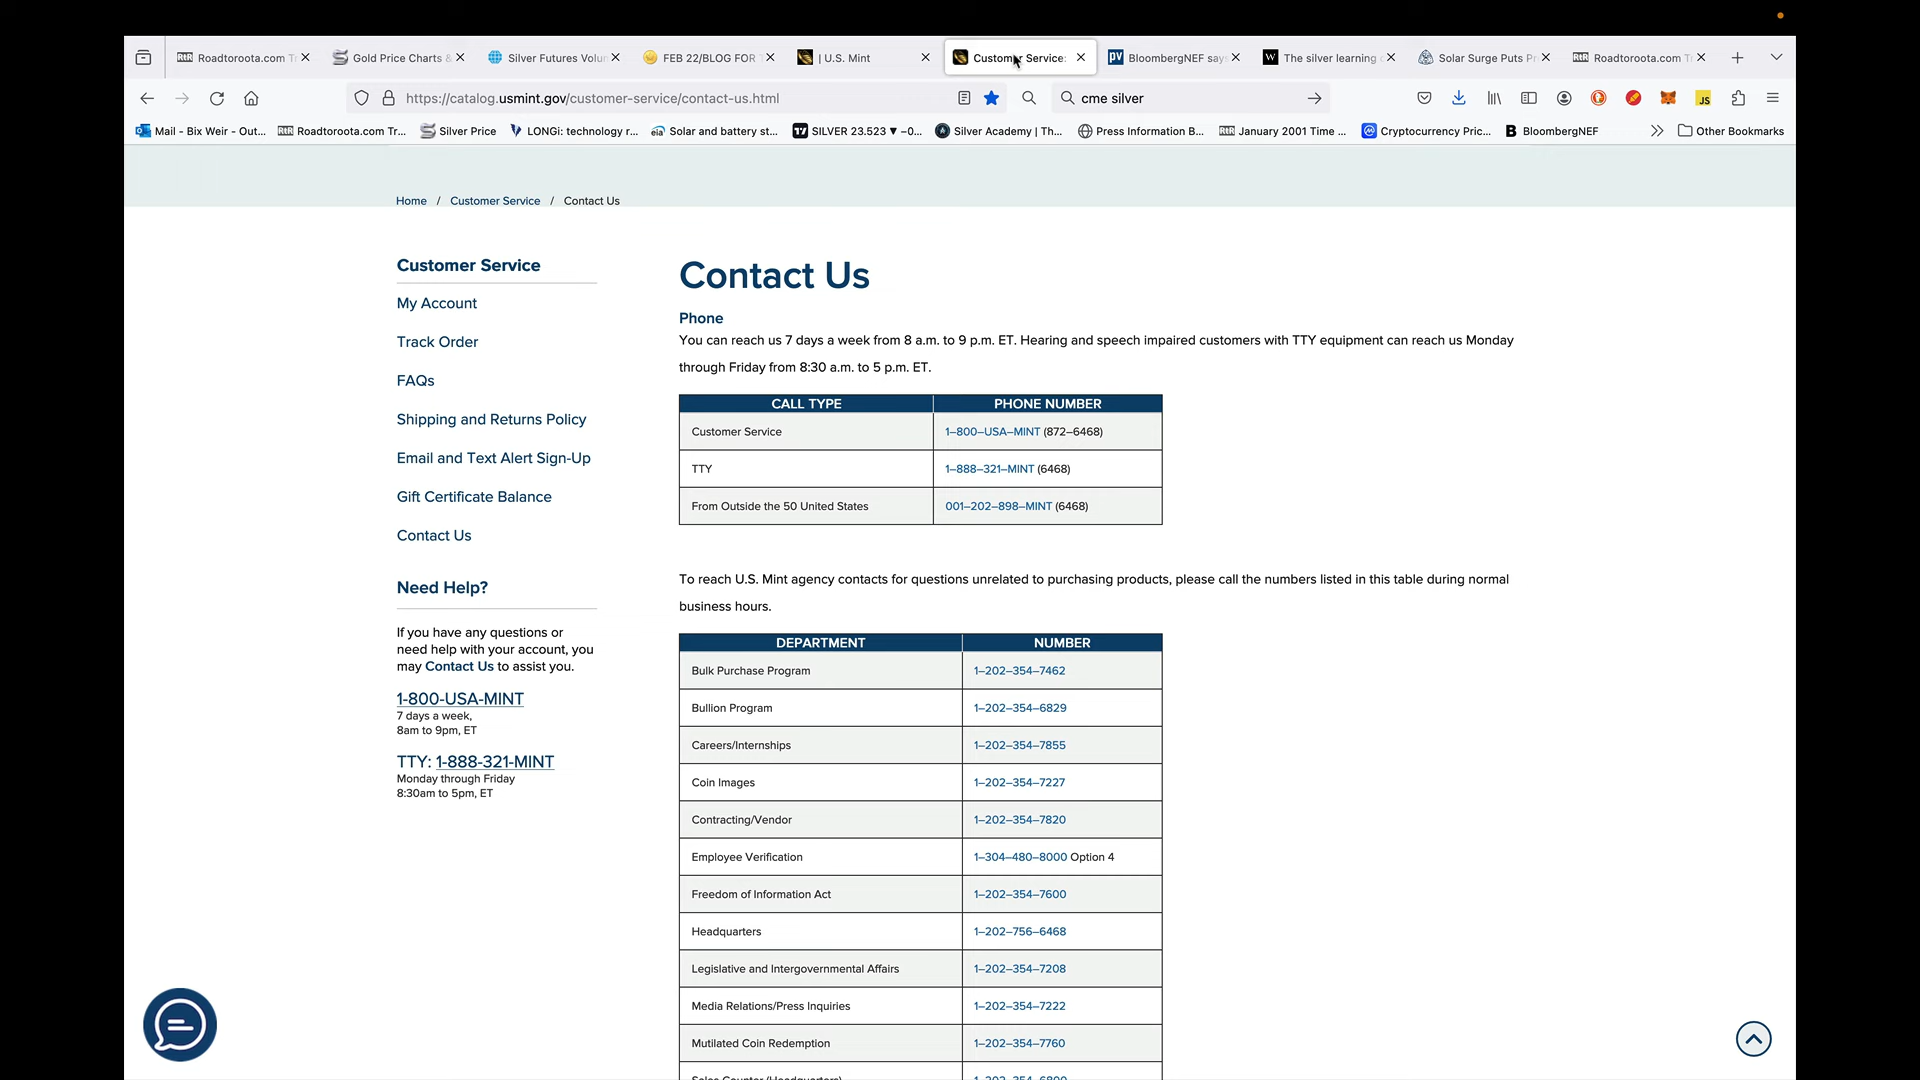 Roadtoroota.com T
Gold Price Charts &
Silver Futures Volu
FEB 22/BLOG FOR
| U.S. Mint
Customer Service:
BloombergNEF say
The silver learning
Solar Surge Puts P
Roadtoroota.com T
https://catalog.usmint.gov/customer-service/contact-us.html
cme silver
Mail - Bix Weir - Out...
Roadtoroota.com Tr...
Silver Price
LONGi: technology r...
Solar and battery st...
SILVER 23.523 ▼ −0...
Silver Academy | Th...
Press Information B...
January 2001 Time ...
Cryptocurrency Pric...
BloombergNEF
Other Bookmarks
Home / Customer Service / Contact Us
Customer Service
My Account
Track Order
FAQs
Shipping and Returns Policy
Email and Text Alert Sign-Up
Gift Certificate Balance
Contact Us
Need Help?
If you have any questions or
need help with your account, you
may Contact Us to assist you.
1-800-USA-MINT
7 days a week,
8am to 9pm, ET
TTY: 1-888-321-MINT
Monday through Friday
8:30am to 5pm, ET
Contact Us
Phone
You can reach us 7 days a week from 8 a.m. to 9 p.m. ET. Hearing and speech impaired customers with TTY equipment can reach us Monday
through Friday from 8:30 a.m. to 5 p.m. ET.
CALL TYPE PHONE NUMBER
Customer Service 1–800–USA–MINT (872–6468)
TTY 1–888–321–MINT (6468)
From Outside the 50 United States 001–202–898–MINT (6468)
To reach U.S. Mint agency contacts for questions unrelated to purchasing products, please call the numbers listed in this table during normal
business hours.
DEPARTMENT NUMBER
Bulk Purchase Program 1–202–354–7462
Bullion Program 1–202–354–6829
Careers/Internships 1–202–354–7855
Coin Images 1–202–354–7227
Contracting/Vendor 1–202–354–7820
Employee Verification 1–304–480–8000 Option 4
Freedom of Information Act 1–202–354–7600
Headquarters 1–202–756–6468
Legislative and Intergovernmental Affairs 1–202–354–7208
Media Relations/Press Inquiries 1–202–354–7222
Mutilated Coin Redemption 1–202–354–7760
Sales Counter (Headquarters) 1–202–354–6800